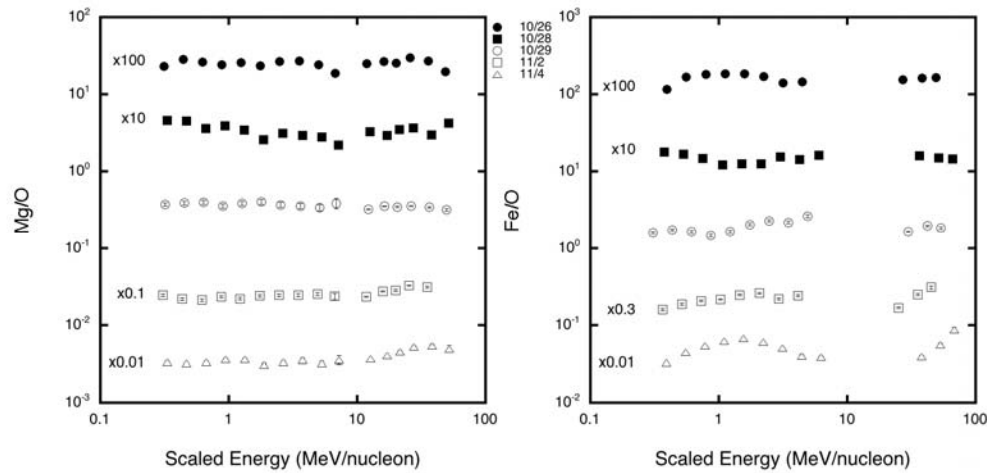 10³
10²
10¹
10⁰
10⁻¹
10⁻²
10⁻³
Mg/O
x100
x10
x0.1
x0.01
0.1
1
10
100
Scaled Energy (MeV/nucleon)
10/26
10/28
10/29
11/2
11/4
10³
10²
10¹
10⁰
10⁻¹
10⁻²
Fe/O
x100
x10
x0.3
x0.01
0.1
1
10
100
Scaled Energy (MeV/nucleon)